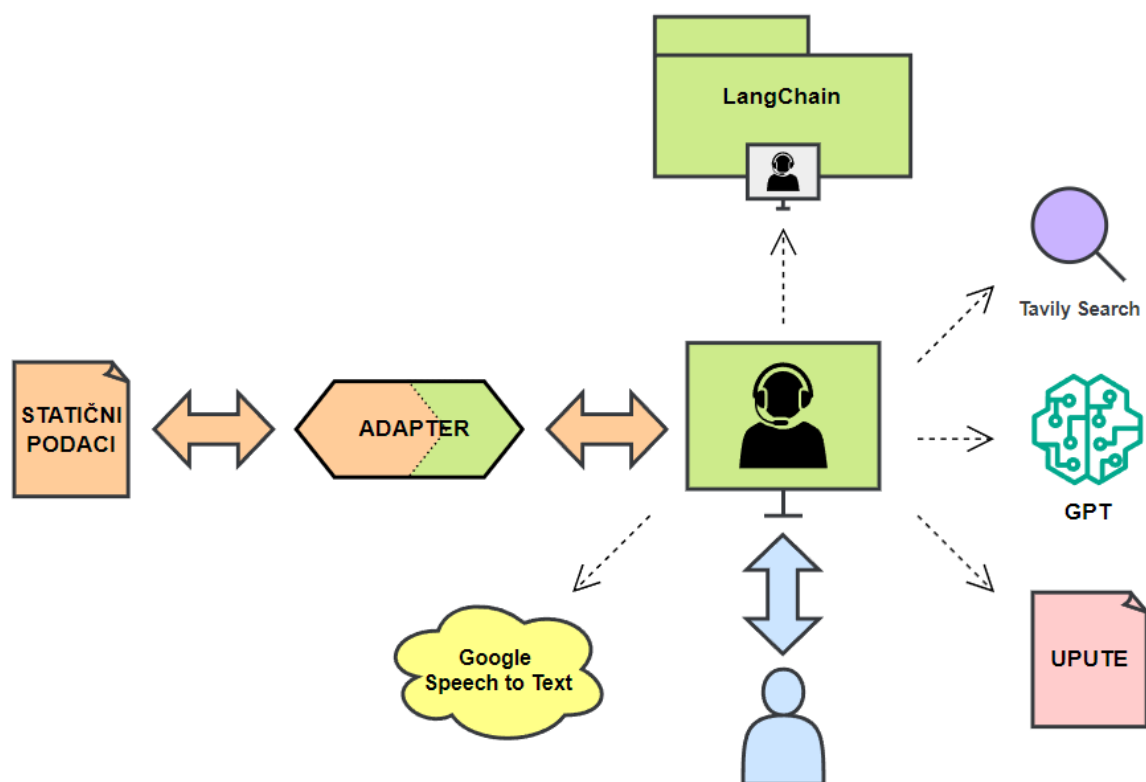 LangChain
Tavily Search
STATIČNI
PODACI
ADAPTER
GPT
Google
Speech to Text
UPUTE